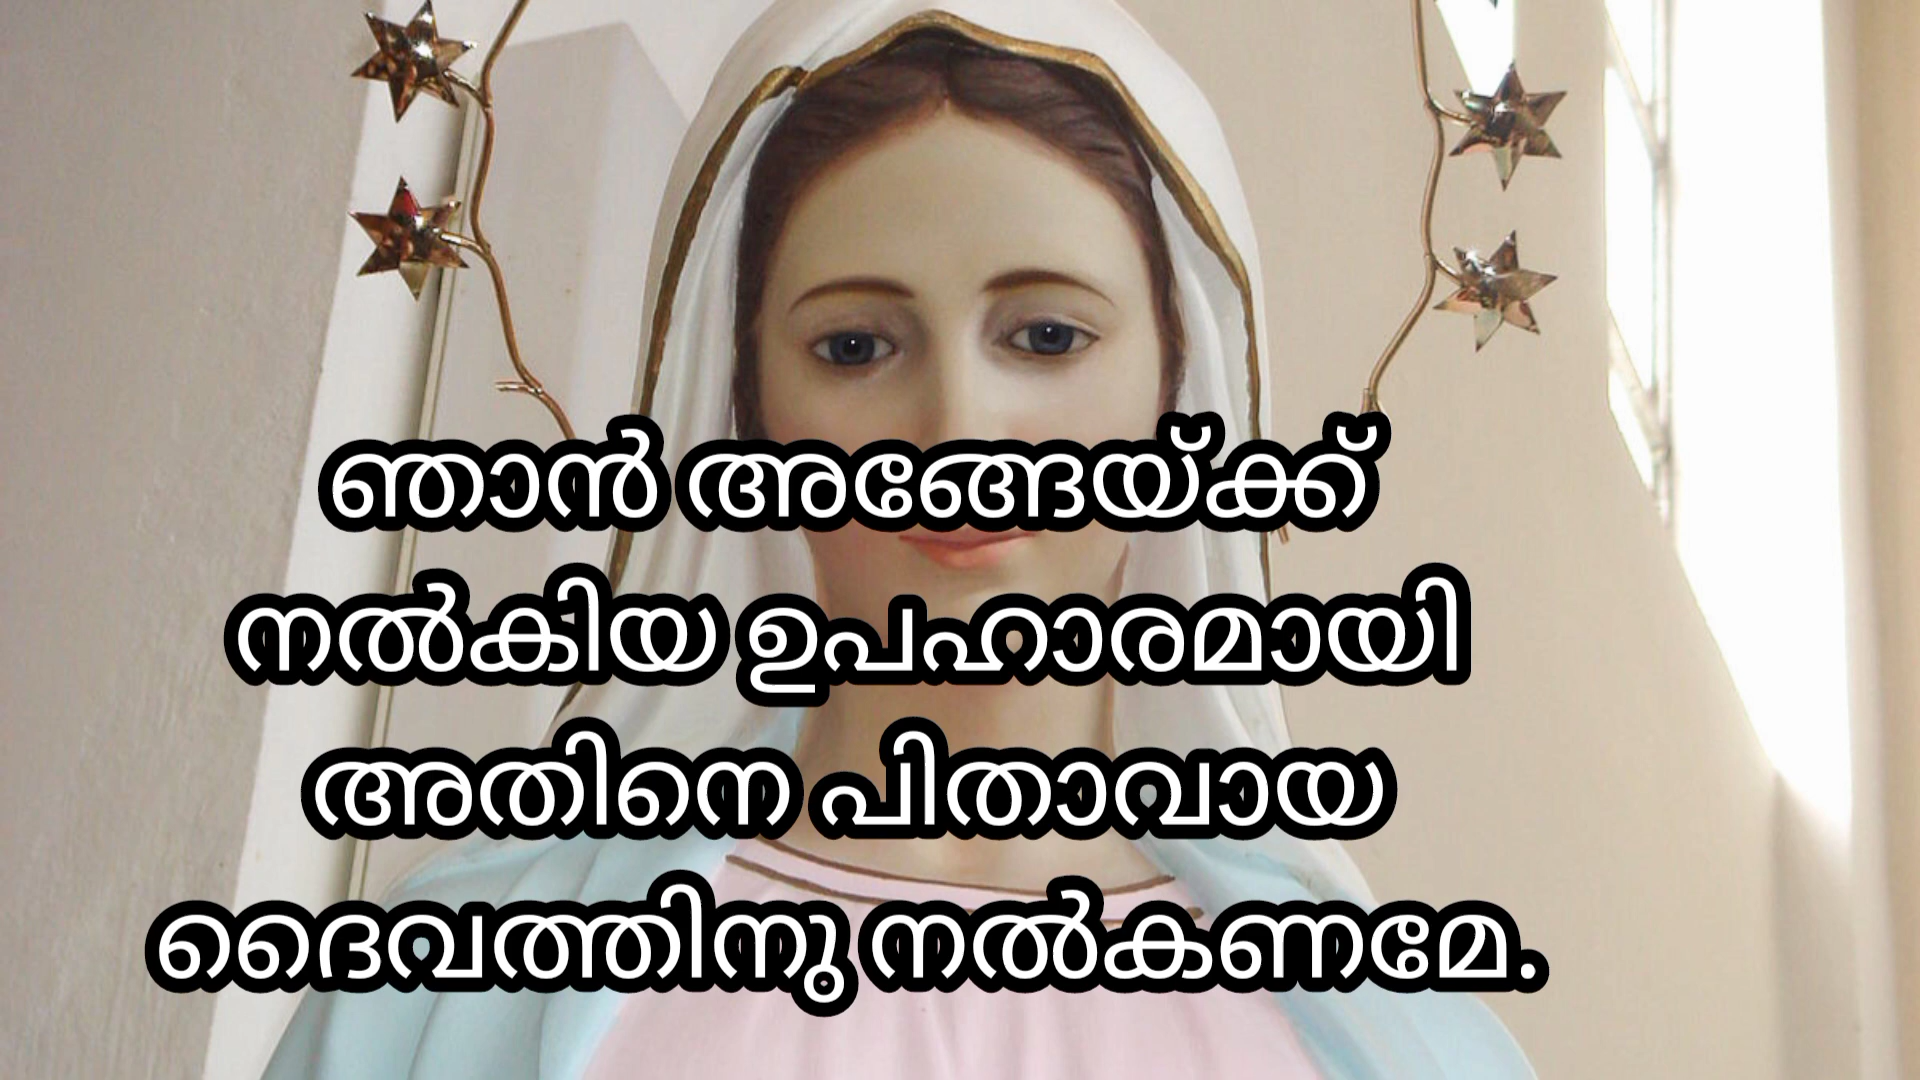 ഞാൻ അങ്ങേയ്ക്ക്
നൽകിയ ഉപഹാരമായി
അതിനെ പിതാവായ
ദൈവത്തിനു നൽകണമേ.